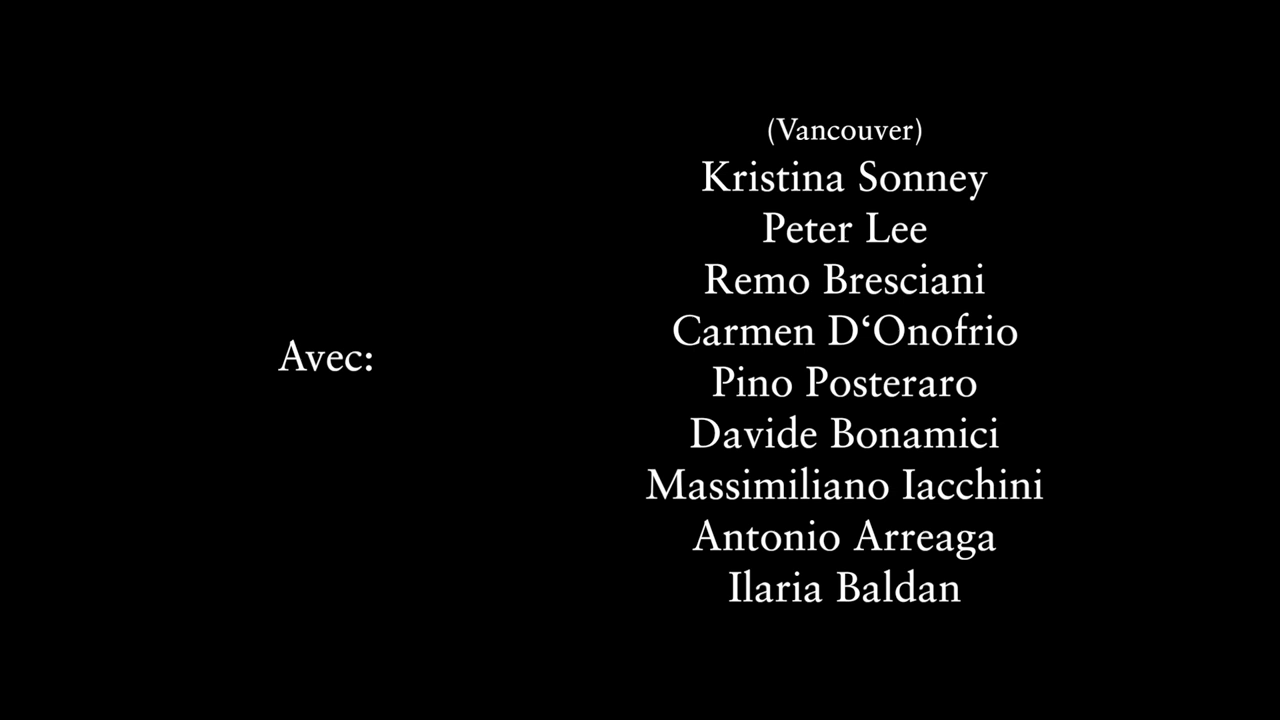 (Vancouver)
Kristina Sonney
Peter Lee
Remo Bresciani
Carmen D‘Onofrio
Avec:
Pino Posteraro
Davide Bonamici
Massimiliano Iacchini
Antonio Arreaga
Ilaria Baldan